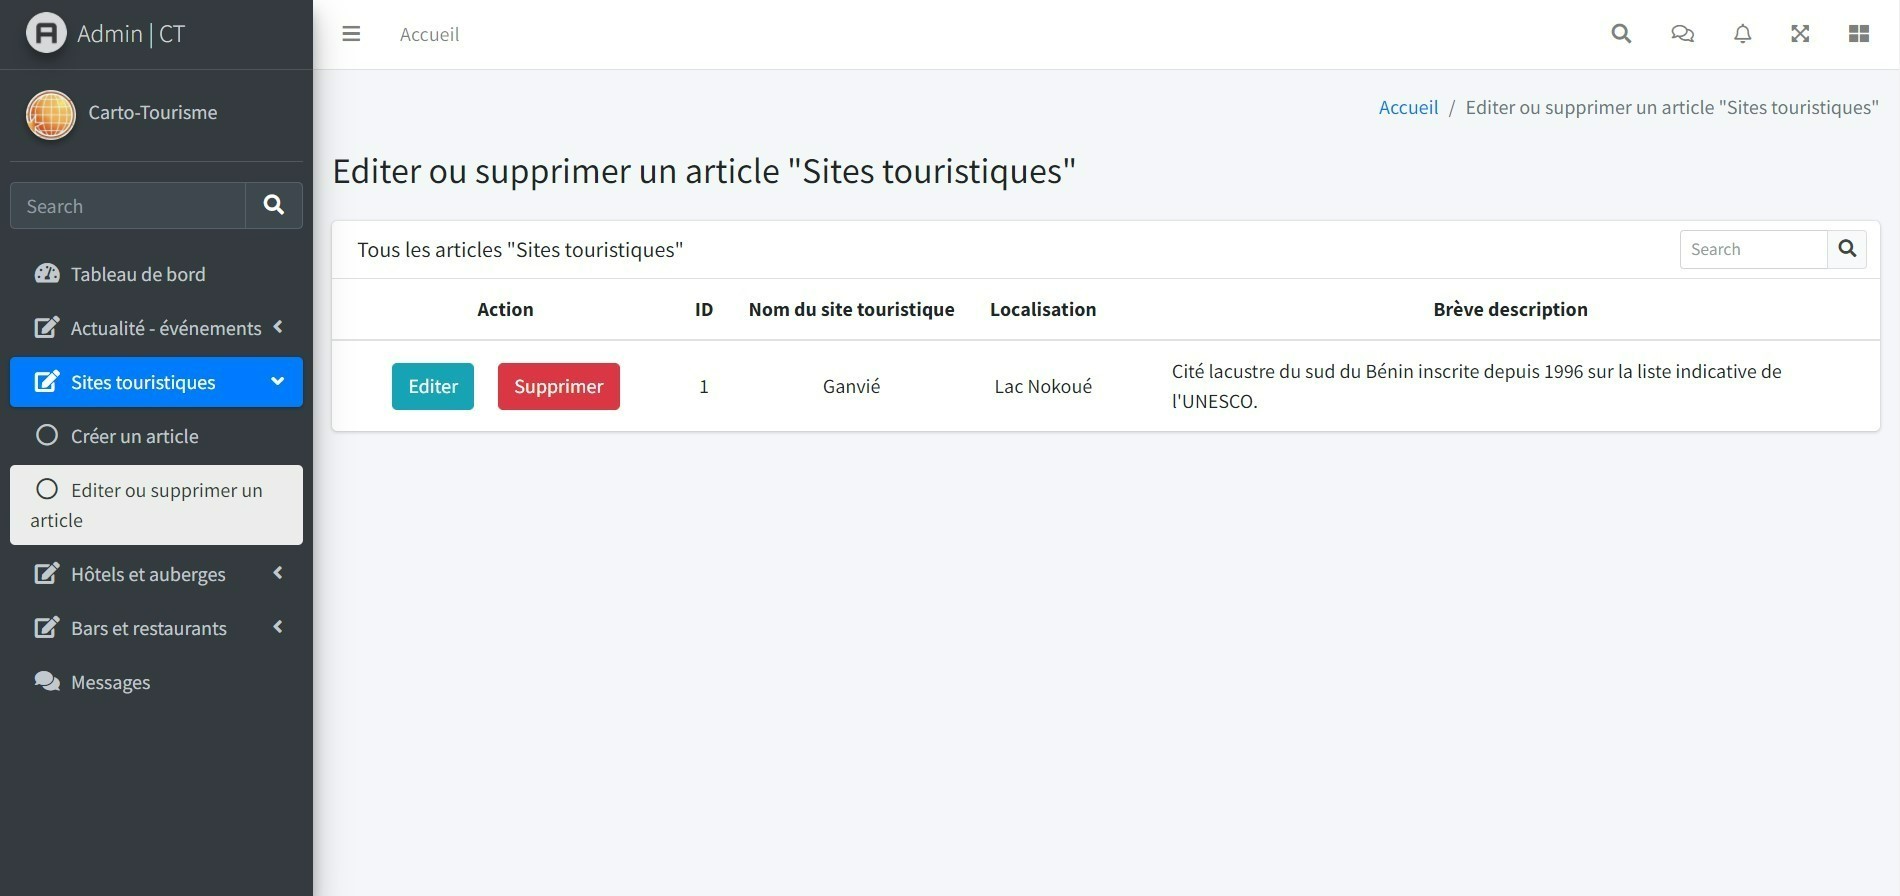 Admin | CT
Accueil
Carto-Tourisme
Accueil / Editer ou supprimer un article "Sites touristiques"
Editer ou supprimer un article "Sites touristiques"
Search
Tous les articles "Sites touristiques"
Search
Tableau de bord
Actualité - événements
Sites touristiques
Créer un article
Editer ou supprimer un
article
Hôtels et auberges
Bars et restaurants
Messages
Action ID Nom du site touristique Localisation Brève description
Editer Supprimer 1 Ganvié Lac Nokoué Cité lacustre du sud du Bénin inscrite depuis 1996 sur la liste indicative de
l'UNESCO.